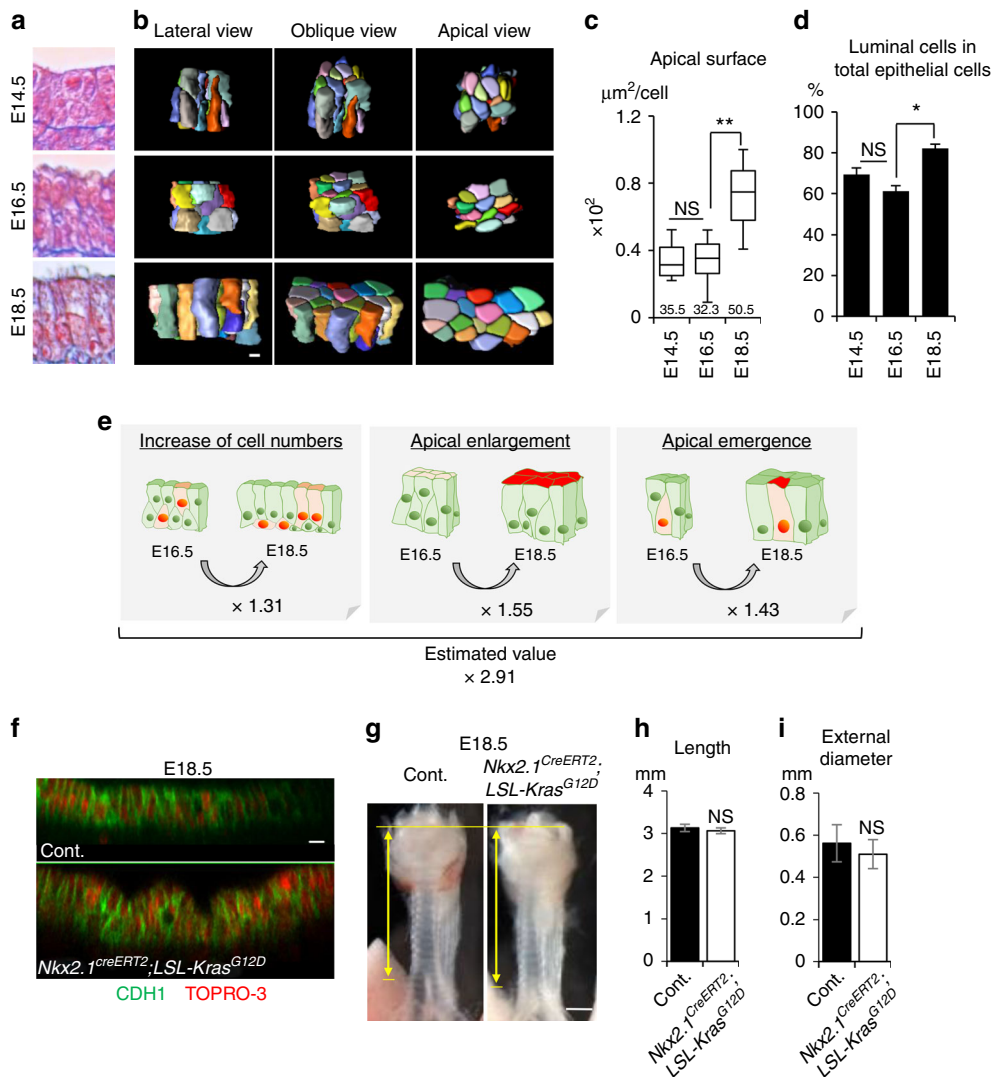 a
E14.5
E16.5
E18.5
b
Lateral view Oblique view Apical view
c
Apical surface
μm²/cell
×10²
1.2
0.8
0.4
0
NS
**
35.5 32.3 50.5
E14.5 E16.5 E18.5
d
Luminal cells in
total epithelial cells
%
100
80
60
40
20
0
NS
*
E14.5 E16.5 E18.5
e
Increase of cell numbers
E16.5 E18.5
× 1.31
Apical enlargement
E16.5 E18.5
× 1.55
Apical emergence
E16.5 E18.5
× 1.43
Estimated value
× 2.91
f
E18.5
Cont.
Nkx2.1creERT2;LSL-KrasG12D
CDH1 TOPRO-3
g
E18.5
Cont.
Nkx2.1CreERT2;
LSL-KrasG12D
h
Length
mm
4
3
2
1
0
NS
Cont.
Nkx2.1CreERT2;
LSL-KrasG12D
i
External
diameter
mm
0.8
0.6
0.4
0.2
0
NS
Cont.
Nkx2.1CreERT2;
LSL-KrasG12D